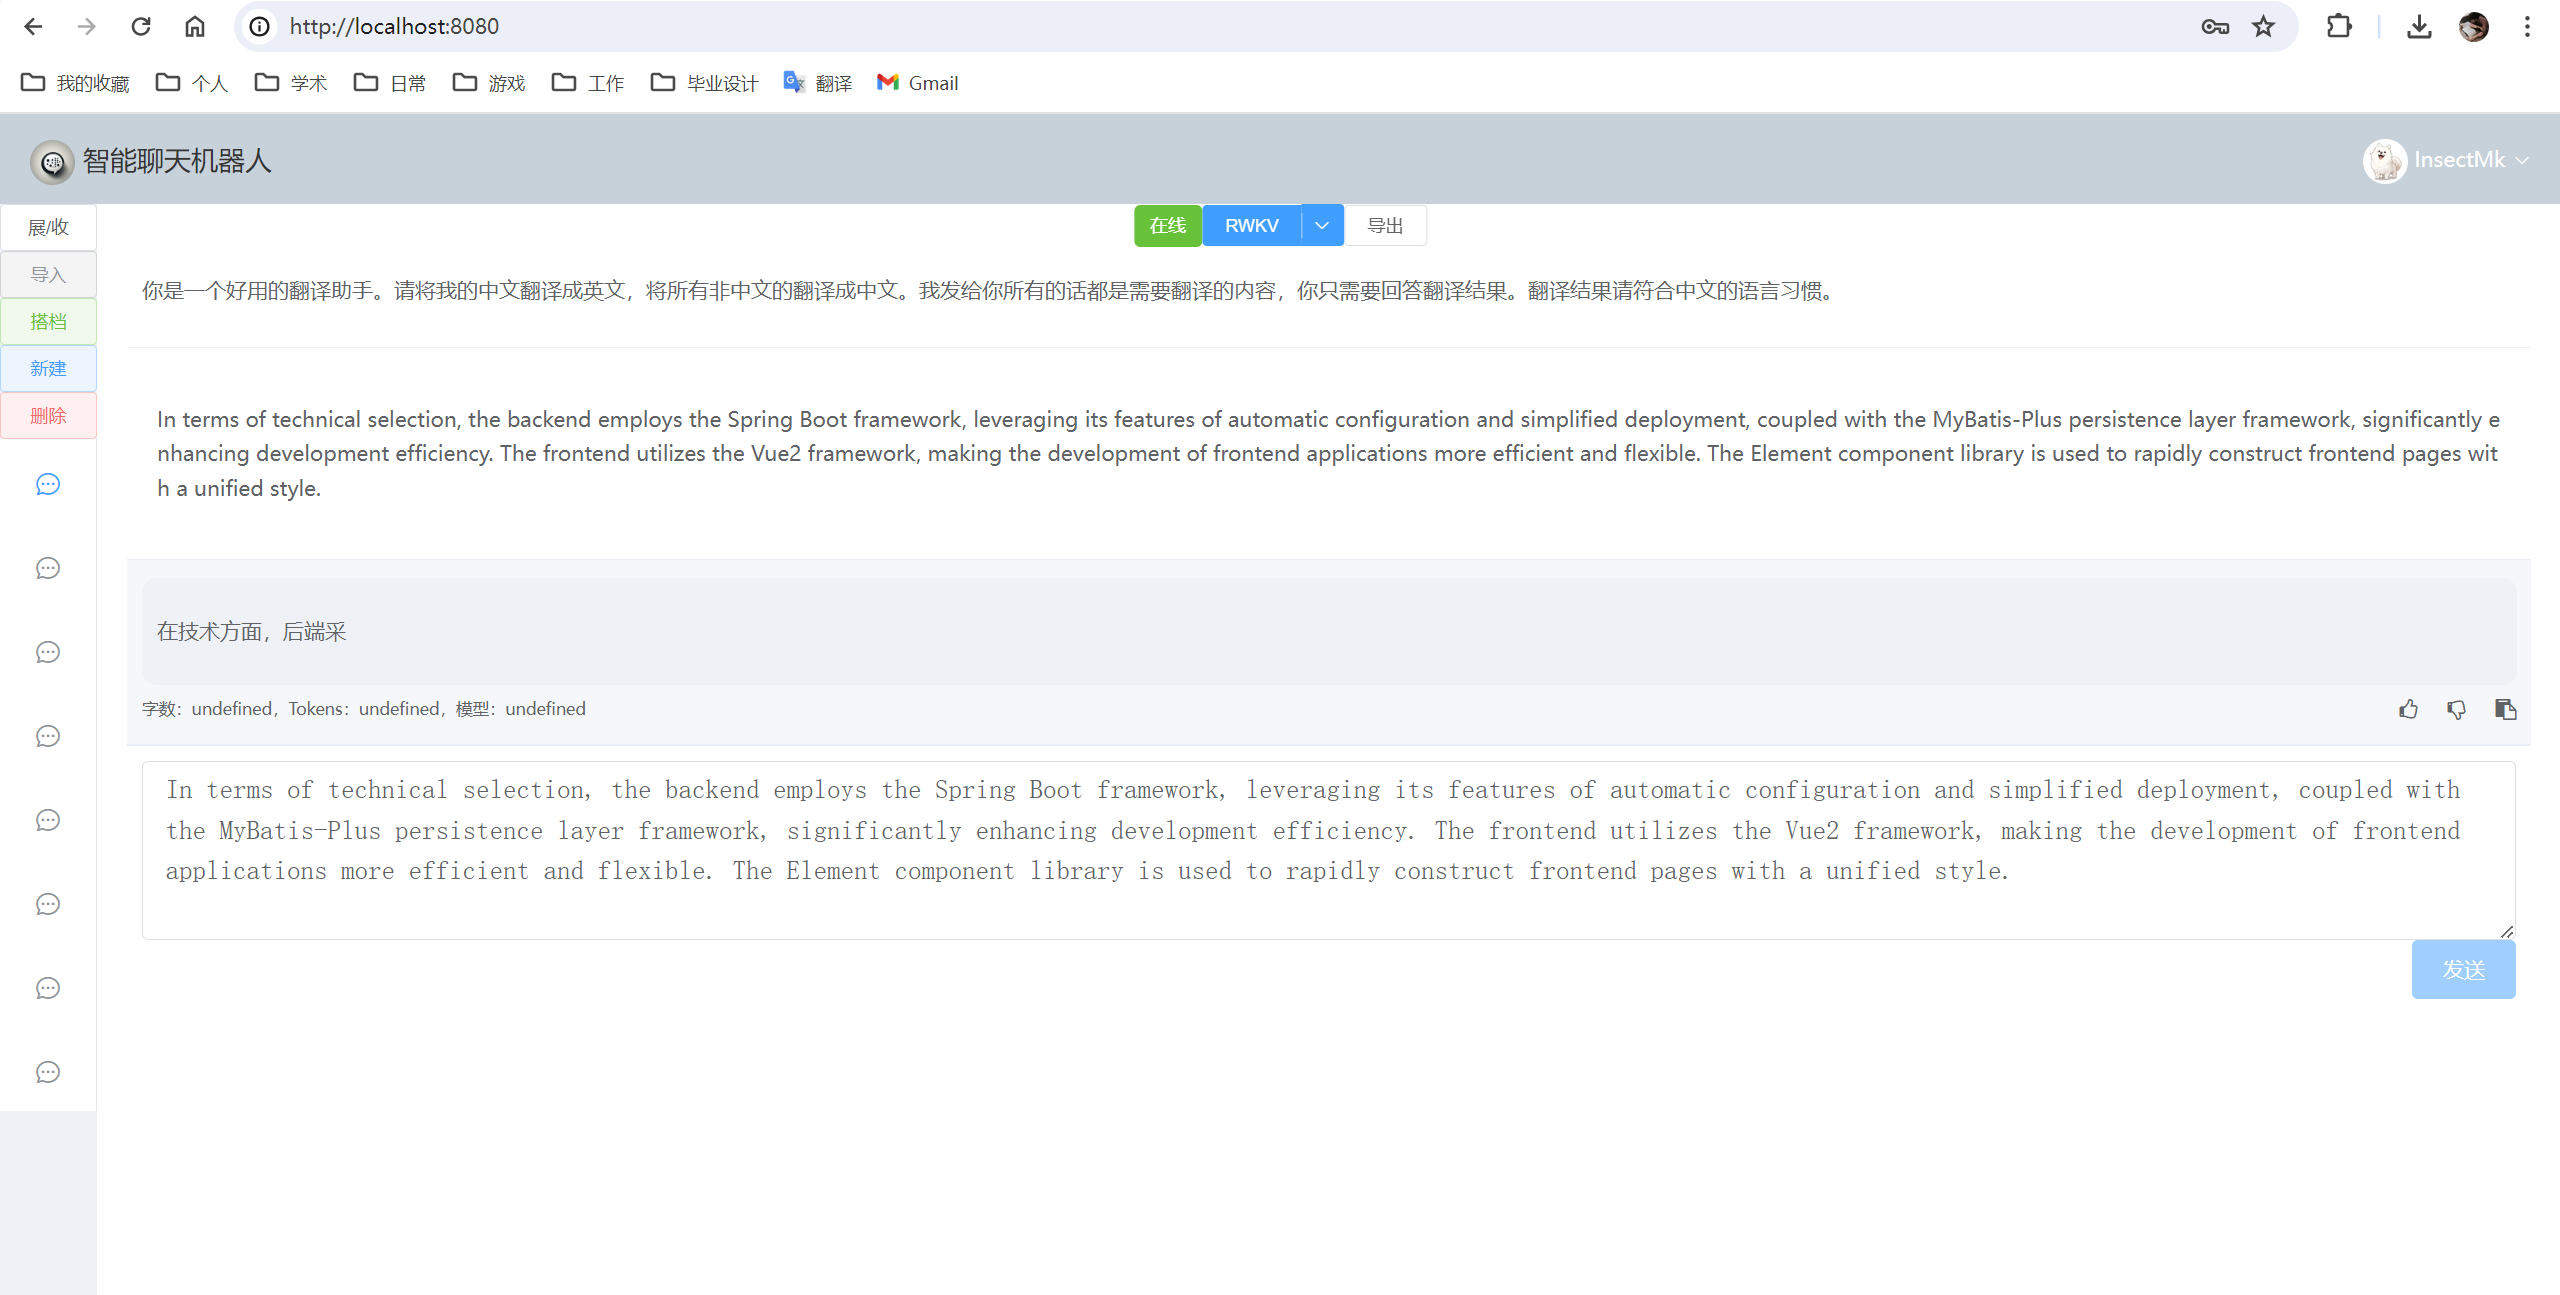 http://localhost:8080
我的收藏 个人 学术 日常 游戏 工作 毕业设计 翻译 Gmail
智能聊天机器人 InsectMk
展/收
导入
搭档
新建
删除
在线 RWKV 导出
你是一个好用的翻译助手。请将我的中文翻译成英文，将所有非中文的翻译成中文。我发给你所有的话都是需要翻译的内容，你只需要回答翻译结果。翻译结果请符合中文的语言习惯。
In terms of technical selection, the backend employs the Spring Boot framework, leveraging its features of automatic configuration and simplified deployment, coupled with the MyBatis-Plus persistence layer framework, significantly e
nhancing development efficiency. The frontend utilizes the Vue2 framework, making the development of frontend applications more efficient and flexible. The Element component library is used to rapidly construct frontend pages wit
h a unified style.
在技术方面，后端采
字数：undefined，Tokens：undefined，模型：undefined
In terms of technical selection, the backend employs the Spring Boot framework, leveraging its features of automatic configuration and simplified deployment, coupled with
the MyBatis-Plus persistence layer framework, significantly enhancing development efficiency. The frontend utilizes the Vue2 framework, making the development of frontend
applications more efficient and flexible. The Element component library is used to rapidly construct frontend pages with a unified style.
发送